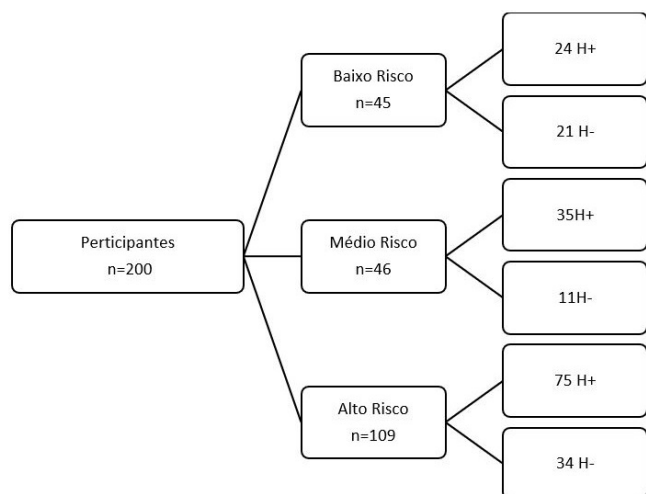 Perticipantes
n=200
Baixo Risco
n=45
24 H+
21 H-
Médio Risco
n=46
35H+
11H-
Alto Risco
n=109
75 H+
34 H-